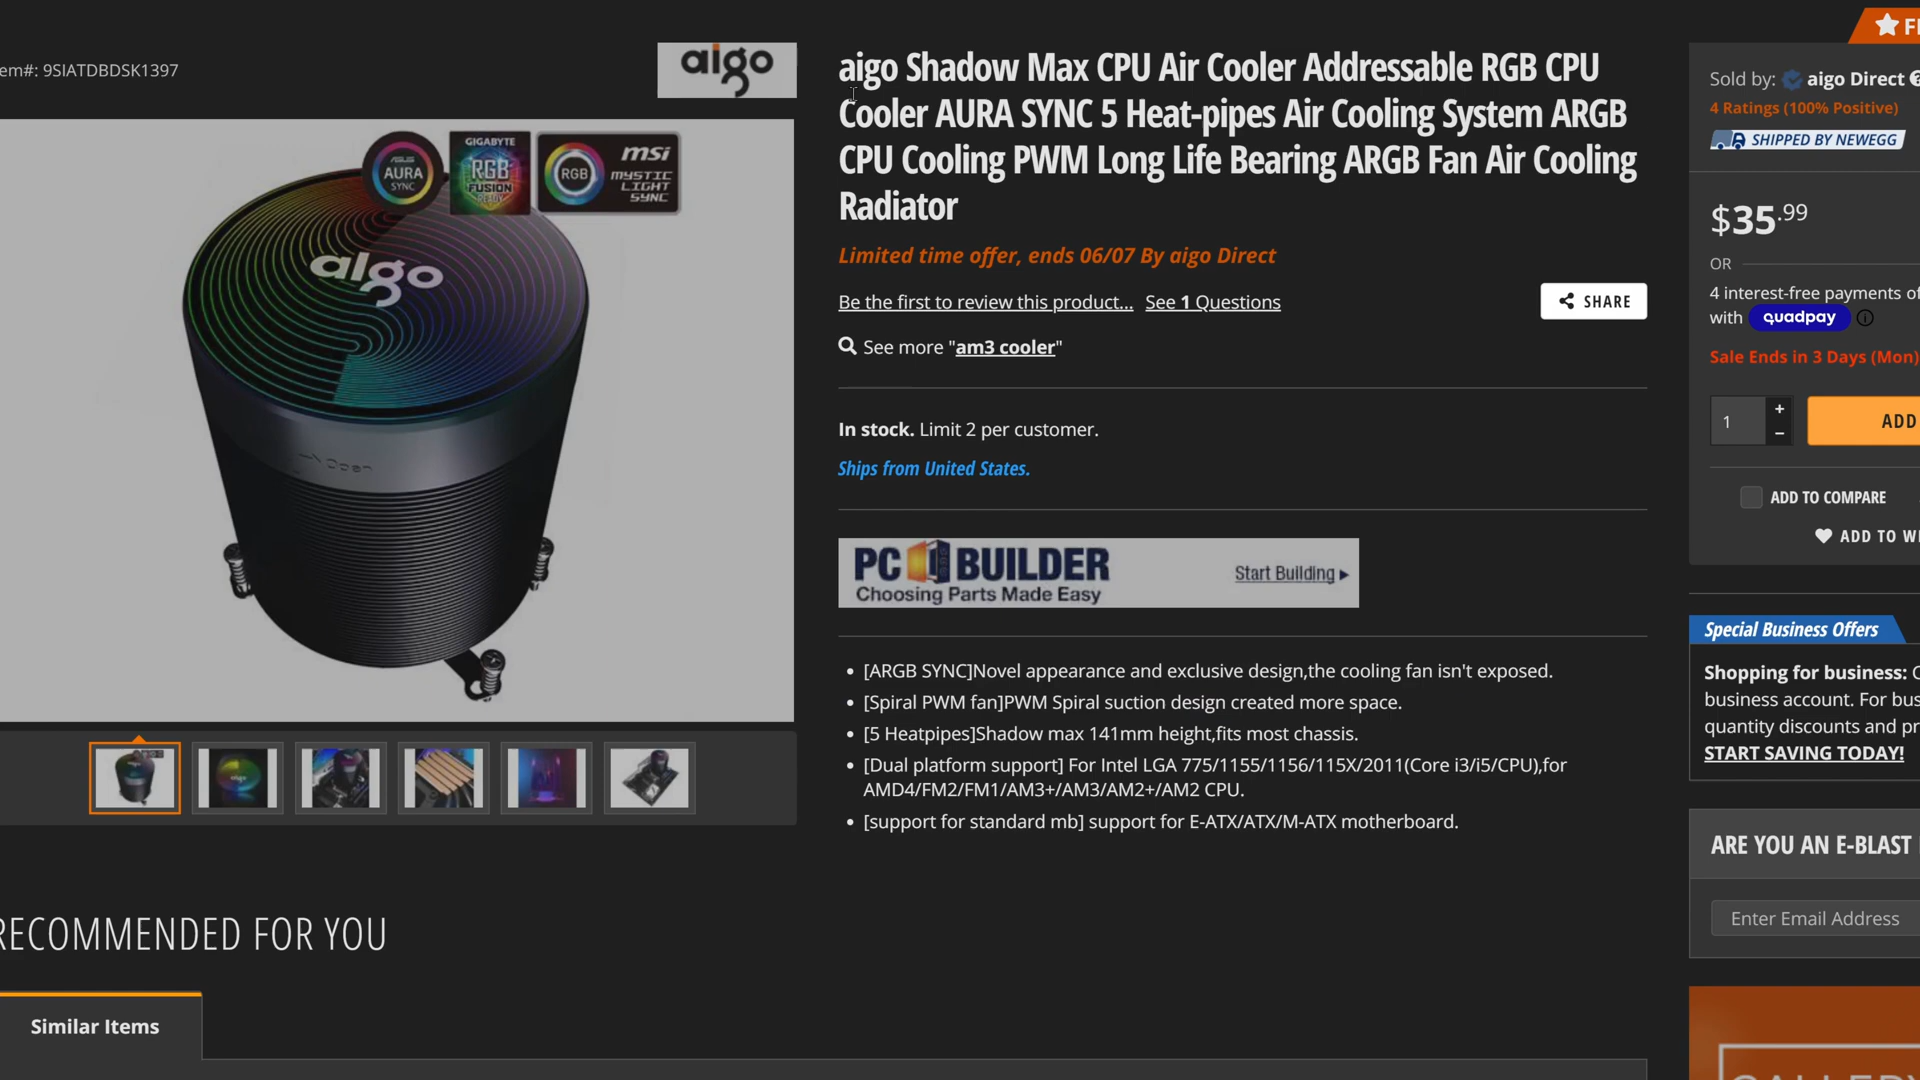 em#: 9SIATDBDSK1397
aigo
AURA
SYNC
GIGABYTE
RGB
FUSION
RGB
msi
MYSTIC
LIGHT
SYNC
aigo
aigo Shadow Max CPU Air Cooler Addressable RGB CPU
Cooler AURA SYNC 5 Heat-pipes Air Cooling System ARGB
CPU Cooling PWM Long Life Bearing ARGB Fan Air Cooling
Radiator
Limited time offer, ends 06/07 By aigo Direct
Be the first to review this product... See 1 Questions
SHARE
See more "am3 cooler"
In stock. Limit 2 per customer.
Ships from United States.
PC BUILDER
Choosing Parts Made Easy
Start Building
• [ARGB SYNC]Novel appearance and exclusive design,the cooling fan isn't exposed.
• [Spiral PWM fan]PWM Spiral suction design created more space.
• [5 Heatpipes]Shadow max 141mm height,fits most chassis.
• [Dual platform support] For Intel LGA 775/1155/1156/115X/2011(Core i3/i5/CPU),for
AMD4/FM2/FM1/AM3+/AM3/AM2+/AM2 CPU.
• [support for standard mb] support for E-ATX/ATX/M-ATX motherboard.
RECOMMENDED FOR YOU
Similar Items
Sold by: aigo Direct
4 Ratings (100% Positive)
SHIPPED BY NEWEGG
$35.99
OR
4 interest-free payments of
with quadpay
Sale Ends in 3 Days (Mon)
1
+
−
ADD
ADD TO COMPARE
ADD TO WI
Special Business Offers
Shopping for business:
business account. For bus
quantity discounts and pr
START SAVING TODAY!
ARE YOU AN E-BLAST
Enter Email Address